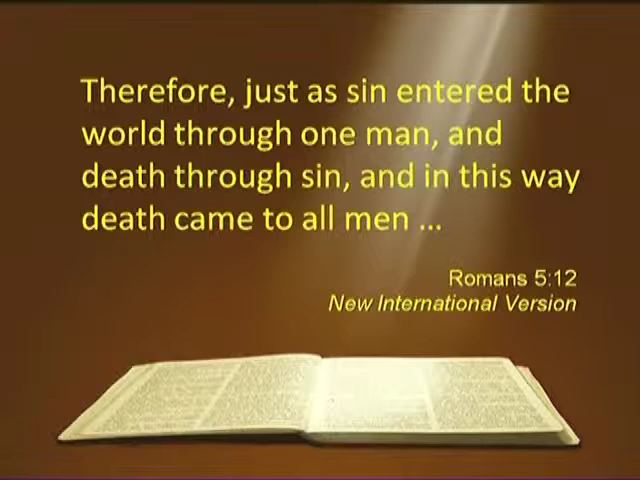 Therefore, just as sin entered the
world through one man, and
death through sin, and in this way
death came to all men ...
Romans 5:12
New International Version